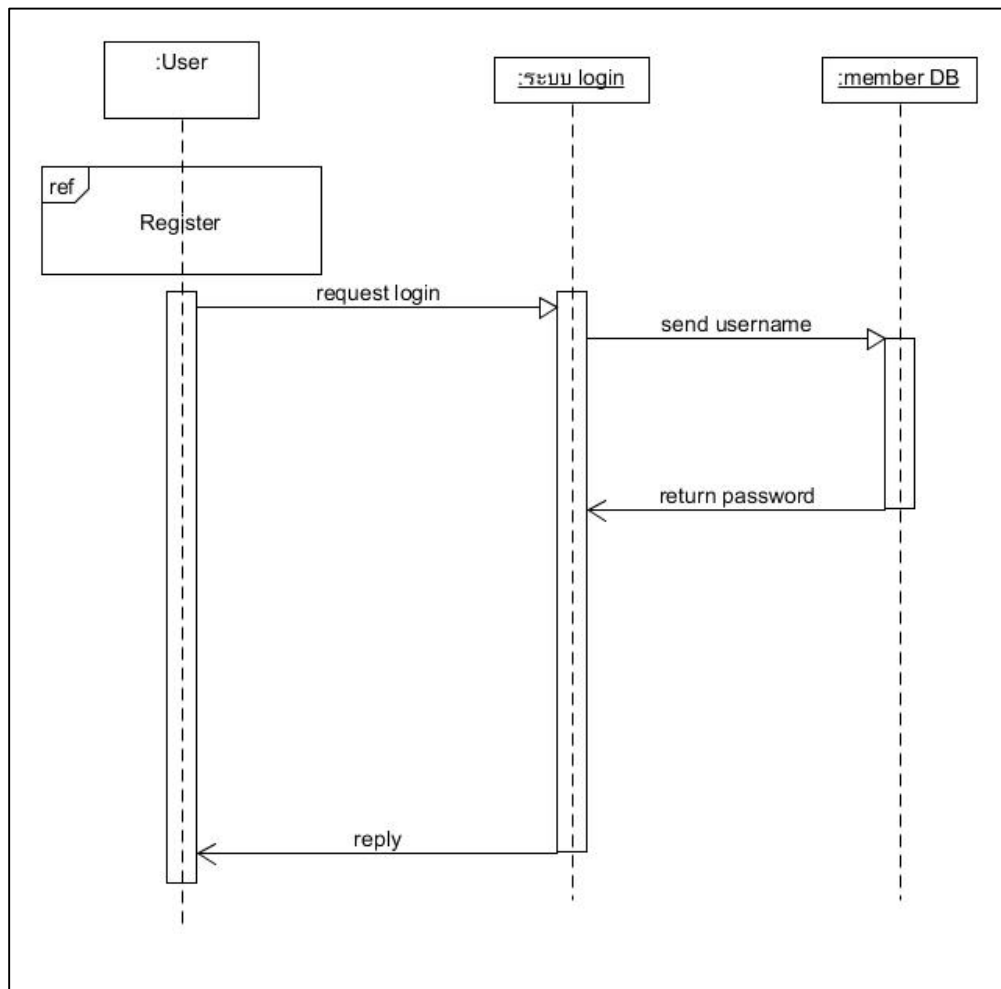 :User
:ระบบ login
:member DB
ref
Register
request login
send username
return password
reply